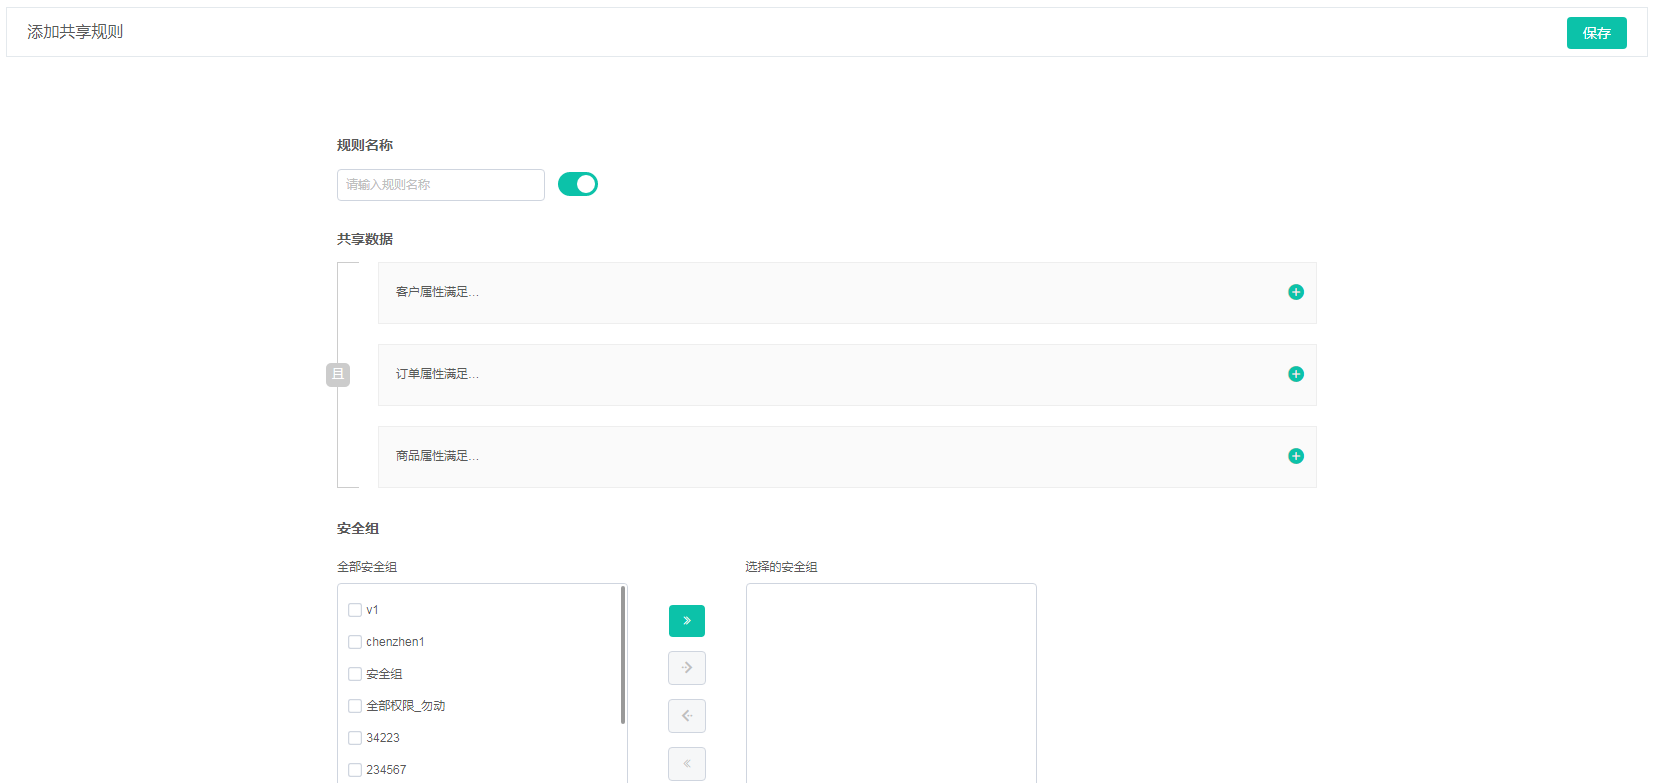 添加共享规则
保存
规则名称
请输入规则名称
共享数据
客户属性满足...
且
订单属性满足...
商品属性满足...
安全组
全部安全组
选择的安全组
v1
chenzhen1
安全组
全部权限_勿动
34223
234567